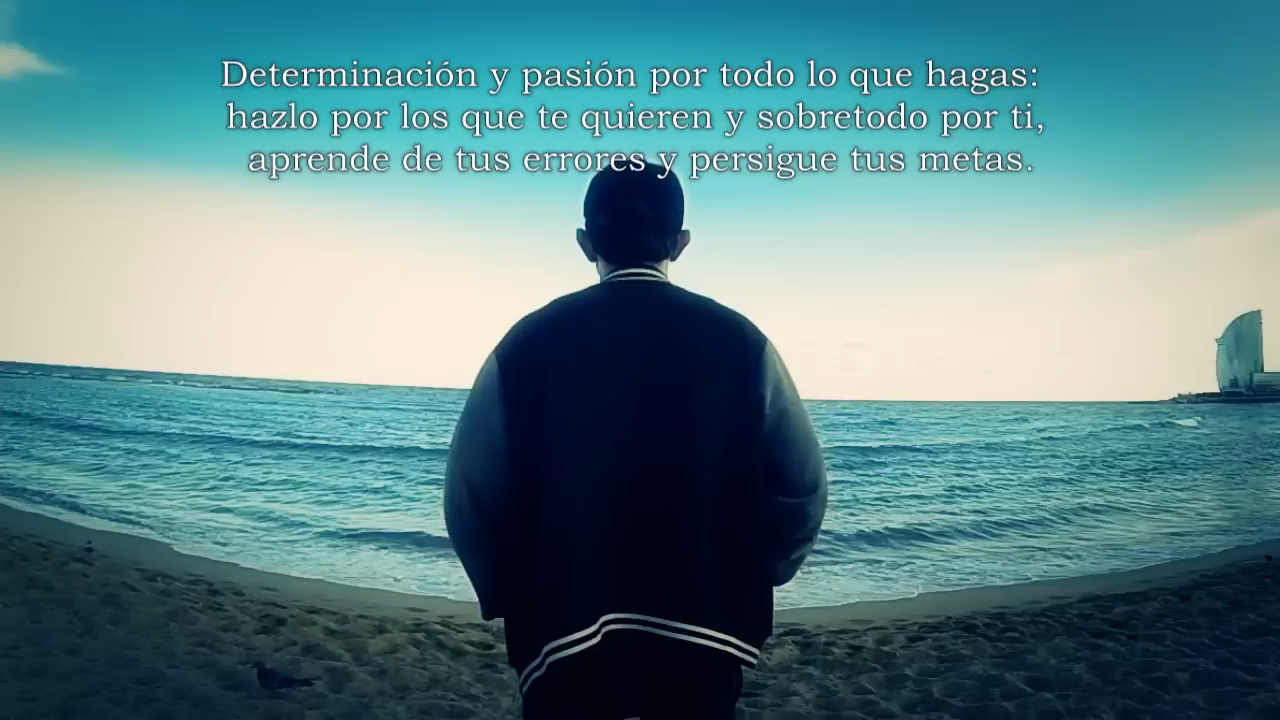 Determinación y pasión por todo lo que hagas:
hazlo por los que te quieren y sobretodo por ti,
aprende de tus errores y persigue tus metas.